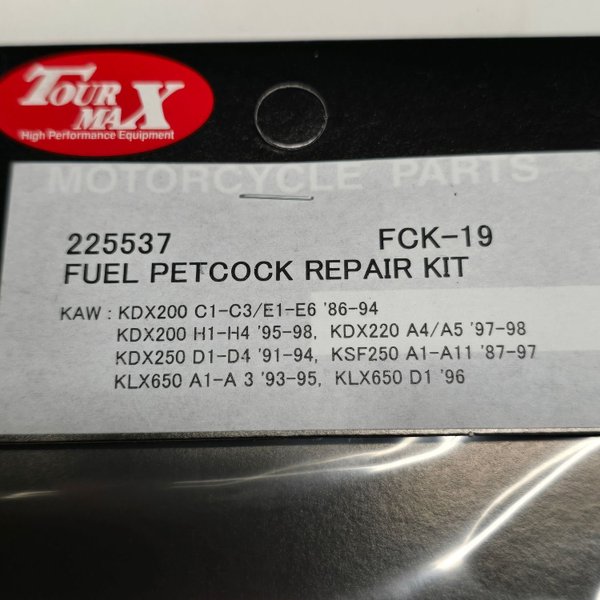 TOUR
MAX
High Performance Equipment
MOTORCYCLE PARTS
225537 FCK-19
FUEL PETCOCK REPAIR KIT
KAW : KDX200 C1-C3/E1-E6 '86-94
KDX200 H1-H4 '95-98, KDX220 A4/A5 '97-98
KDX250 D1-D4 '91-94, KSF250 A1-A11 '87-97
KLX650 A1-A 3 '93-95, KLX650 D1 '96